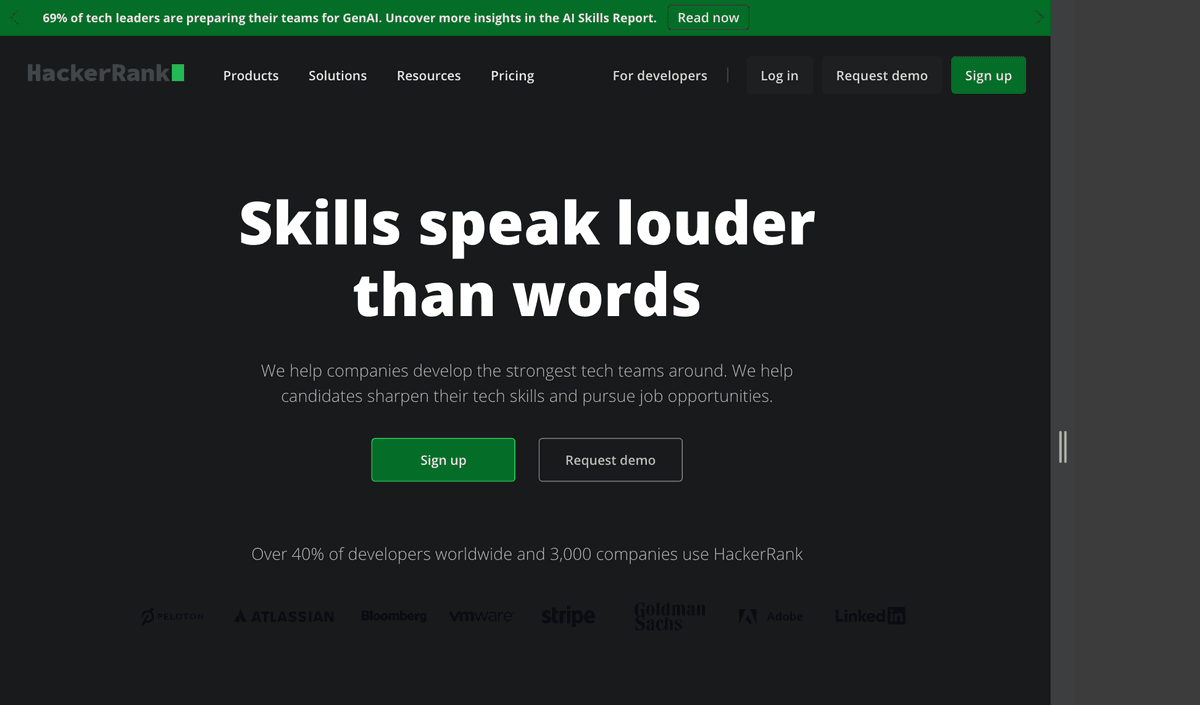 69% of tech leaders are preparing their teams for GenAI. Uncover more insights in the AI Skills Report. Read now
HackerRank Products Solutions Resources Pricing For developers Log in Request demo Sign up
Skills speak louder
than words
We help companies develop the strongest tech teams around. We help
candidates sharpen their tech skills and pursue job opportunities.
Sign up Request demo
Over 40% of developers worldwide and 3,000 companies use HackerRank
PELOTON ATLASSIAN Bloomberg vmware stripe Goldman Sachs Adobe Linkedin